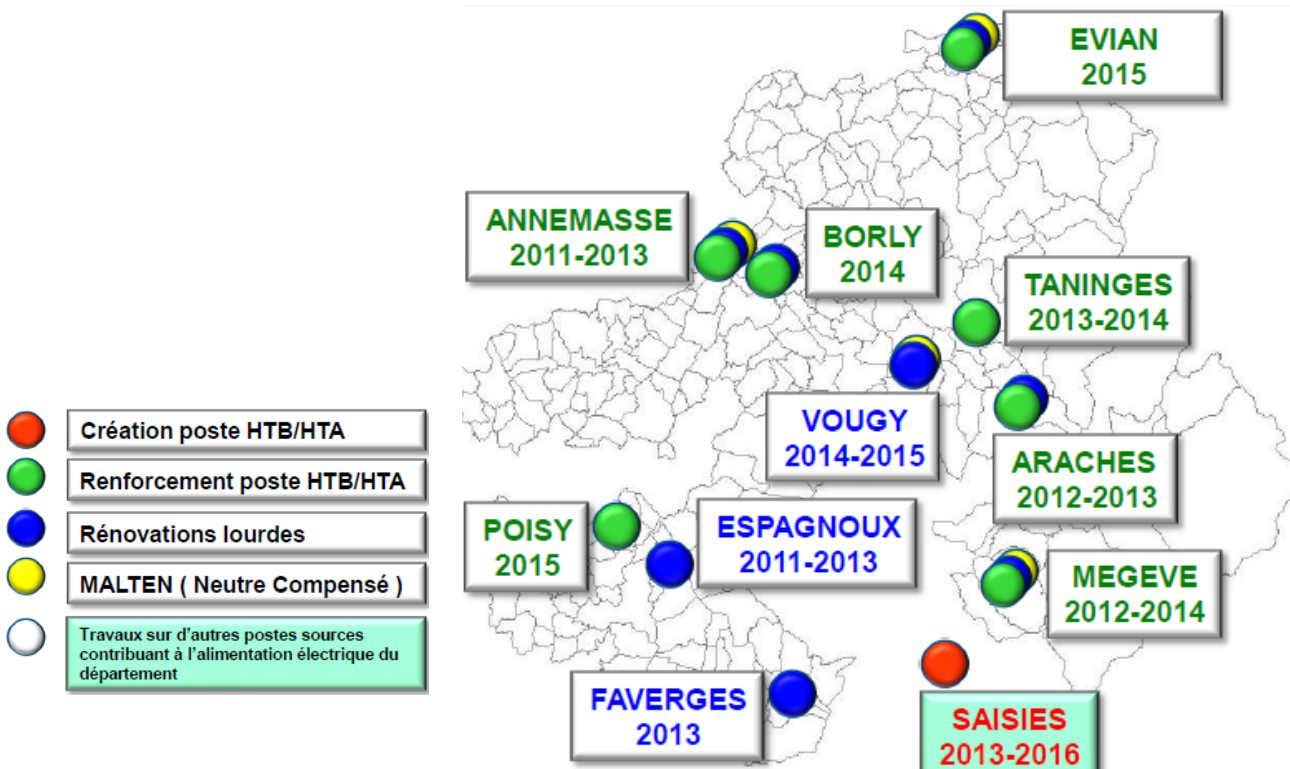 EVIAN
2015
ANNEMASSE
2011-2013
BORLY
2014
TANINGES
2013-2014
VOUGY
2014-2015
ARACHES
2012-2013
POISY
2015
ESPAGNOUX
2011-2013
MEGEVE
2012-2014
FAVERGES
2013
SAISIES
2013-2016
Création poste HTB/HTA
Renforcement poste HTB/HTA
Rénovations lourdes
MALTEN ( Neutre Compensé )
Travaux sur d'autres postes sources
contribuant à l'alimentation électrique du
département